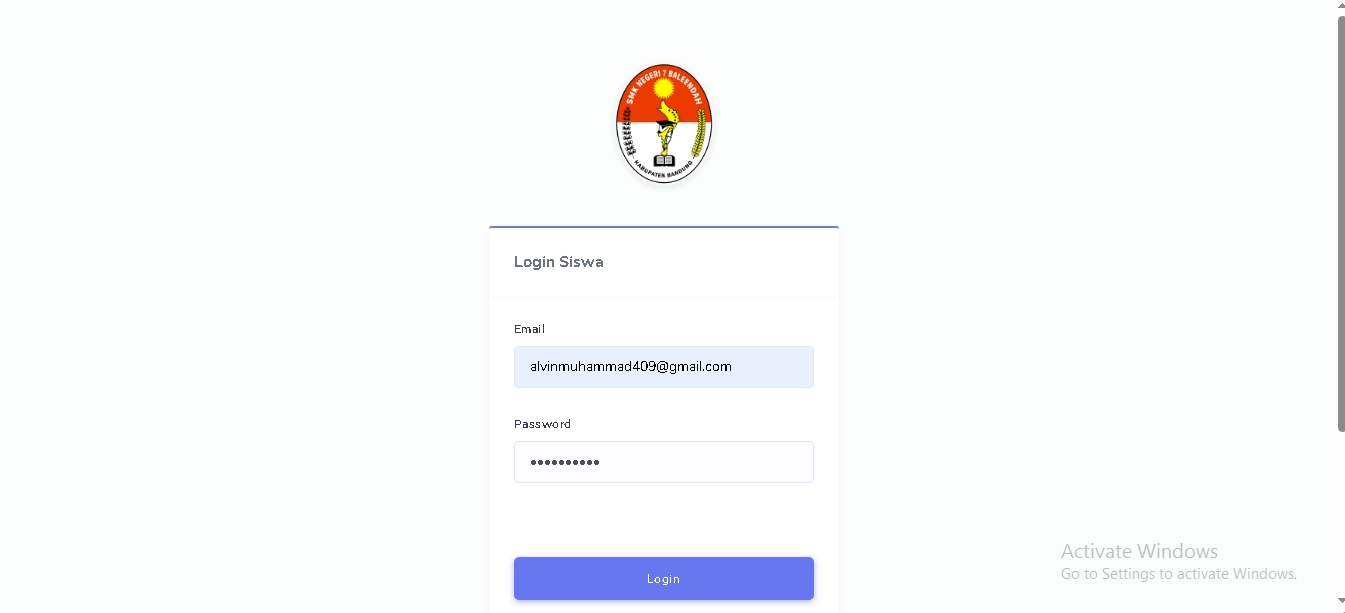 SMK NEGERI 7 BALEENDAH
KABUPATEN BANDUNG
Login Siswa
Email
alvinmuhammad409@gmail.com
Password
••••••••••
Login
Activate Windows
Go to Settings to activate Windows.